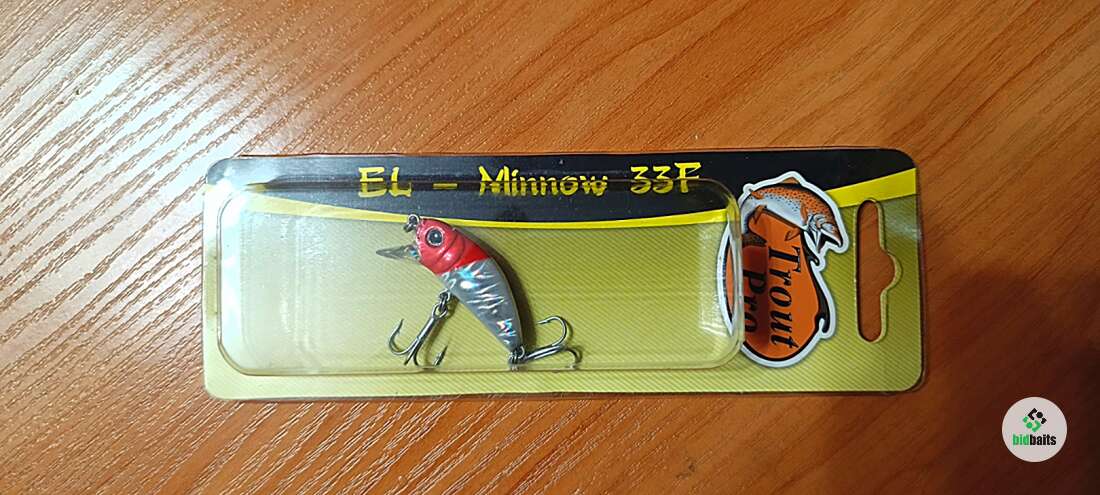 EL - Minnow 33F
Trout
Pro
bidbaits